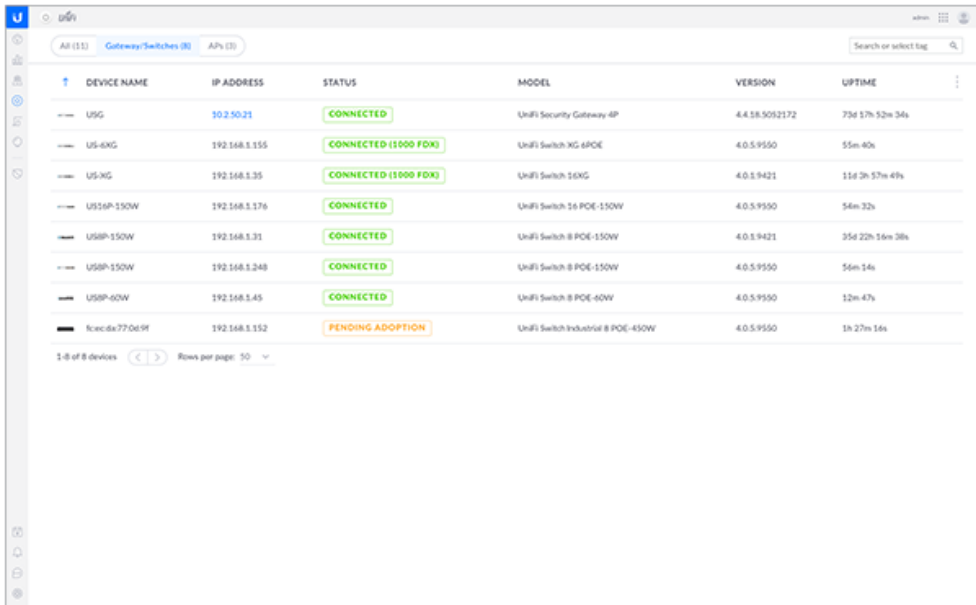 U UniFi admin
All (11) Gateway/Switches (8) APs (3) Search or select tag
DEVICE NAME IP ADDRESS STATUS MODEL VERSION UPTIME
USG 10.2.50.21 CONNECTED UniFi Security Gateway 4P 4.4.18.5052172 73d 17h 52m 34s
US-6XG 192.168.1.155 CONNECTED (1000 FDX) UniFi Switch XG 6POE 4.0.5.9550 55m 40s
US-XG 192.168.1.35 CONNECTED (1000 FDX) UniFi Switch 16XG 4.0.1.9421 11d 3h 57m 49s
US16P-150W 192.168.1.176 CONNECTED UniFi Switch 16 POE-150W 4.0.5.9550 54m 32s
US8P-150W 192.168.1.31 CONNECTED UniFi Switch 8 POE-150W 4.0.1.9421 35d 22h 16m 38s
US8P-150W 192.168.1.248 CONNECTED UniFi Switch 8 POE-150W 4.0.5.9550 56m 14s
US8P-60W 192.168.1.45 CONNECTED UniFi Switch 8 POE-60W 4.0.5.9550 12m 47s
fc:ec:da:77:0d:9f 192.168.1.152 PENDING ADOPTION UniFi Switch Industrial 8 POE-450W 4.0.5.9550 1h 27m 16s
1-8 of 8 devices Rows per page: 50